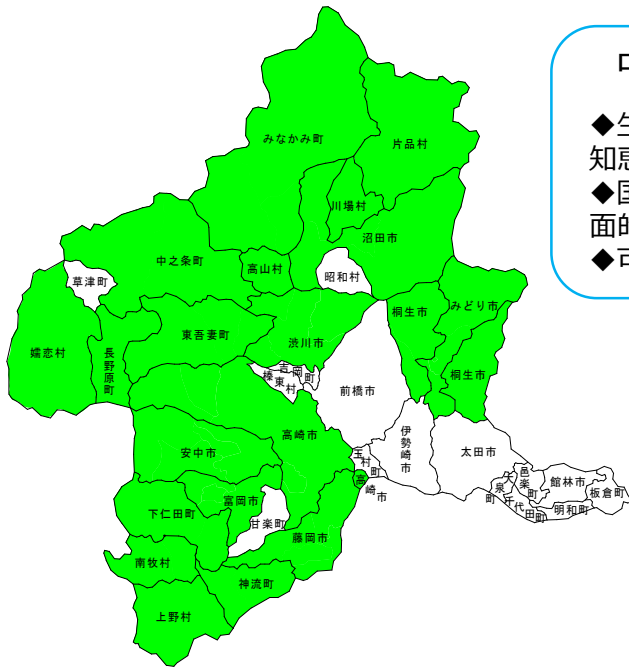 みなかみ町
片品村
川場村
沼田市
中之条町
高山村
昭和村
草津町
嬬恋村
長野原町
東吾妻町
渋川市
桐生市
みどり市
桐生市
榛東村
吉岡町
前橋市
高崎市
伊勢崎市
太田市
安中市
玉村町
高崎市
大泉町
邑楽町
千代田町
館林市
板倉町
明和町
富岡市
甘楽町
下仁田町
藤岡市
南牧村
神流町
上野村
◆生
知恵
◆国
面的
◆可